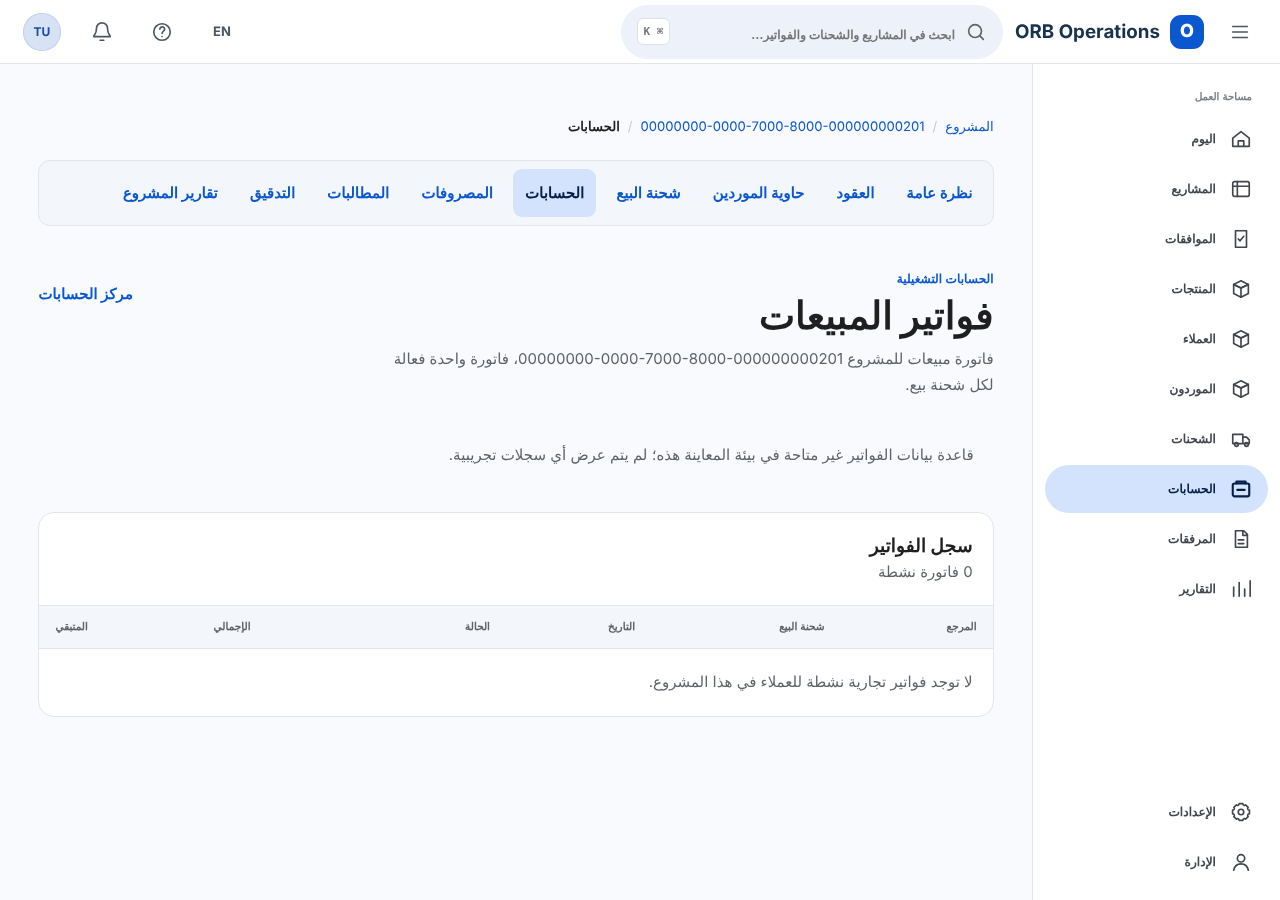 ORB Operations
O
ابحث في المشاريع والشحنات والفواتير...
⌘ K
EN
TU
مساحة العمل
اليوم
المشاريع
الموافقات
المنتجات
العملاء
الموردون
الشحنات
الحسابات
المرفقات
التقارير
الإعدادات
الإدارة
المشروع / 00000000-0000-7000-8000-000000000201 / الحسابات
نظرة عامة
العقود
حاوية الموردين
شحنة البيع
الحسابات
المصروفات
المطالبات
التدقيق
تقارير المشروع
الحسابات التشغيلية
فواتير المبيعات
فاتورة مبيعات للمشروع 00000000-0000-7000-8000-000000000201، فاتورة واحدة فعالة
لكل شحنة بيع.
مركز الحسابات
قاعدة بيانات الفواتير غير متاحة في بيئة المعاينة هذه؛ لم يتم عرض أي سجلات تجريبية.
سجل الفواتير
0 فاتورة نشطة
المرجع شحنة البيع التاريخ الحالة الإجمالي المتبقي
لا توجد فواتير تجارية نشطة للعملاء في هذا المشروع.